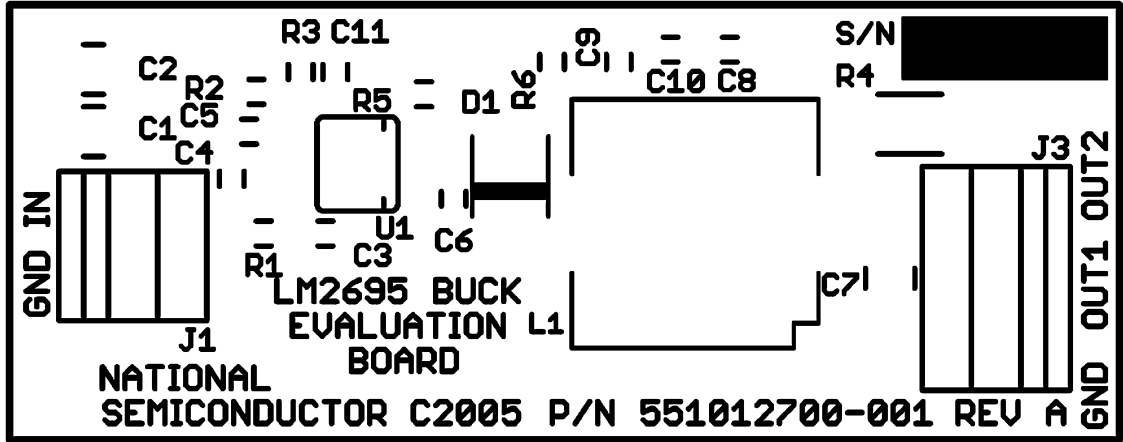 R3 C11
C9
S/N
C2
R2
R6
C10 C8
R4
R5
D1
C5
C1
C4
J3
GND IN
U1
C6
C3
R1
C7
GND OUT1 OUT2
LM2695 BUCK
EVALUATION
BOARD
L1
J1
NATIONAL
SEMICONDUCTOR C2005 P/N 551012700-001 REV A